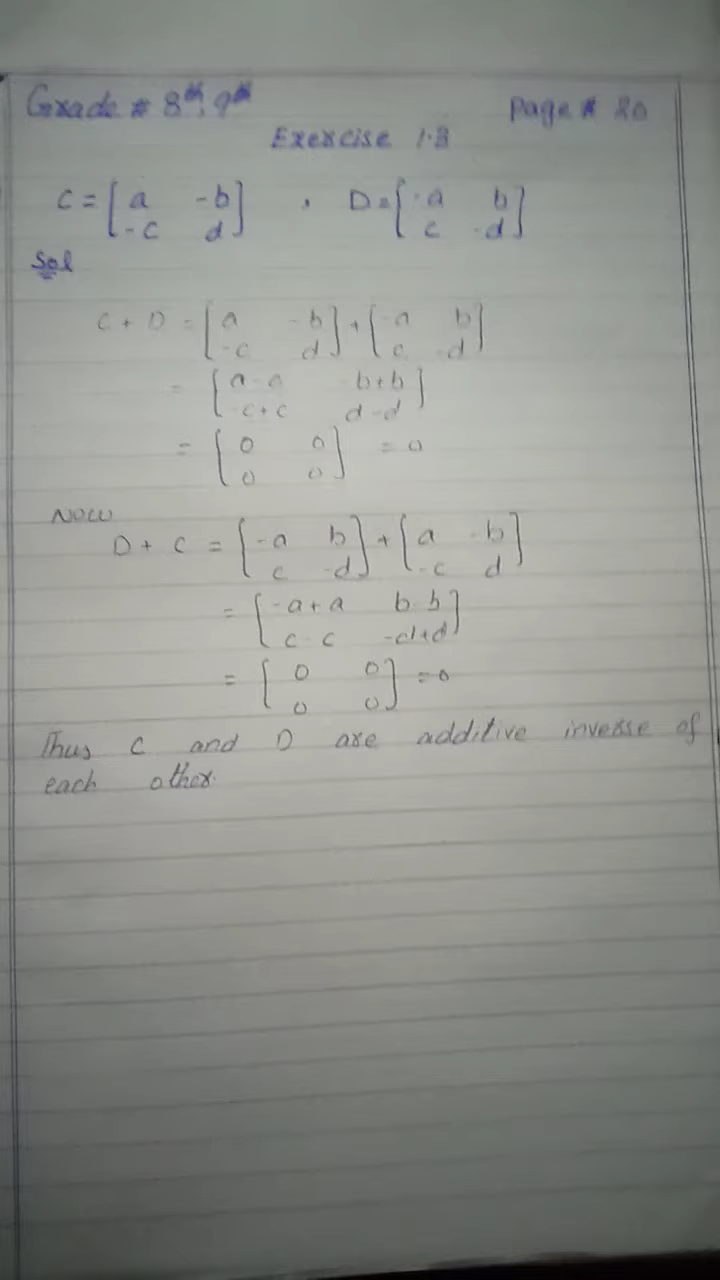 Grade # 8th, 9th Page # 20
Exercise 1.3
C = [a -b
-c d] , D = [-a b
c -d]
Sol
C + D = [a -b
-c d] + [-a b
c -d]
= [a - a -b+b
-c+c d-d]
= [0 0
0 0] = 0
Now
D + C = [-a b
c -d] + [a -b
-c d]
= [-a+a b-b
c-c -d+d]
= [0 0
0 0] = 0
Thus C and D are additive inverse of
each other.